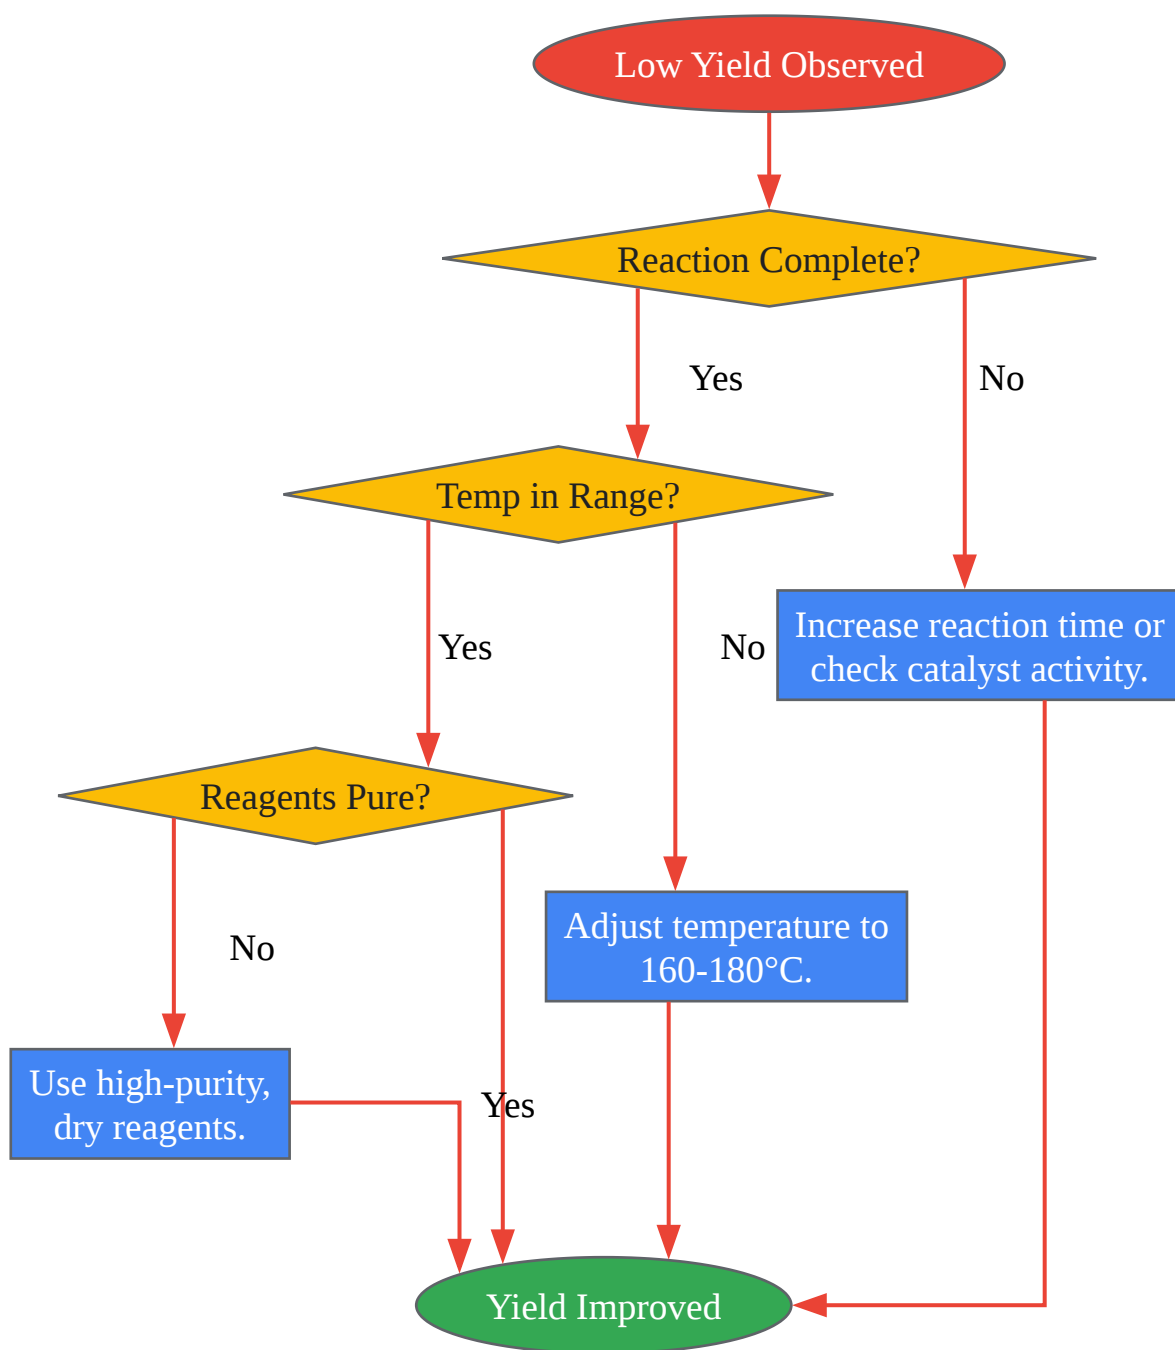 Low Yield Observed
Reaction Complete?
Yes
No
Temp in Range?
Yes
No
Increase reaction time or
check catalyst activity.
Reagents Pure?
No
Adjust temperature to
160-180°C.
Use high-purity,
dry reagents.
Yes
Yield Improved